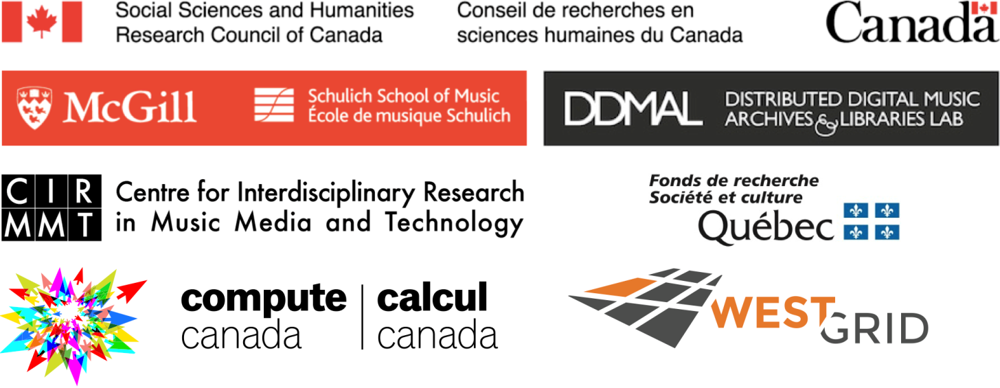 Social Sciences and Humanities
Research Council of Canada
Conseil de recherches en
sciences humaines du Canada
Canada
McGill
Schulich School of Music
École de musique Schulich
DDMAL
DISTRIBUTED DIGITAL MUSIC
ARCHIVES & LIBRARIES LAB
CIR
MMT
Centre for Interdisciplinary Research
in Music Media and Technology
Fonds de recherche
Société et culture
Québec
compute
canada
calcul
canada
WESTGRID